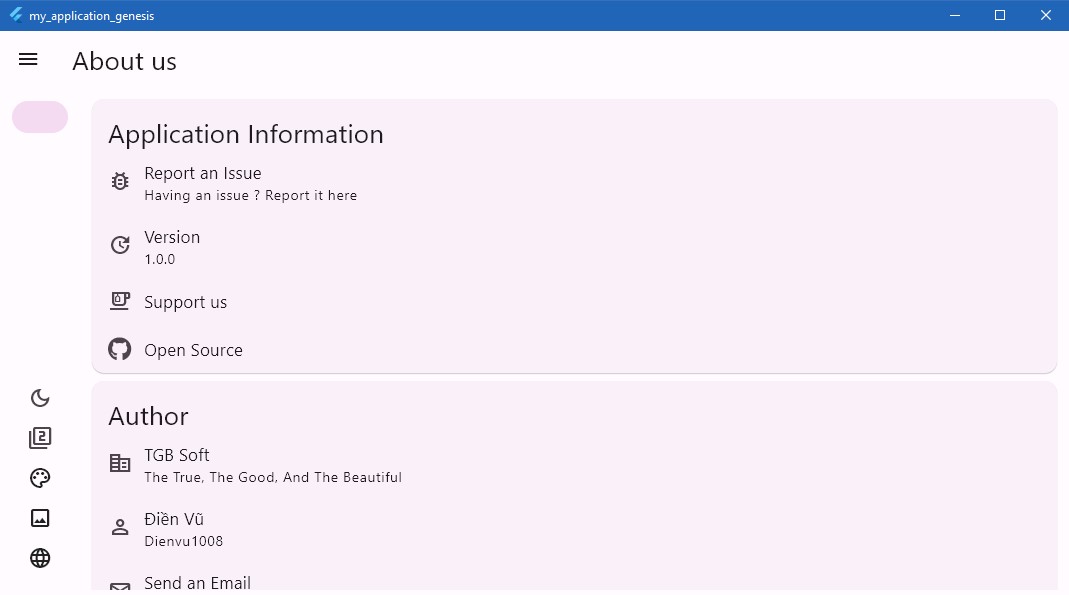 my_application_genesis
About us
Application Information
Report an Issue
Having an issue ? Report it here
Version
1.0.0
Support us
Open Source
2
Author
TGB Soft
The True, The Good, And The Beautiful
Điền Vũ
Dienvu1008
Send an Email